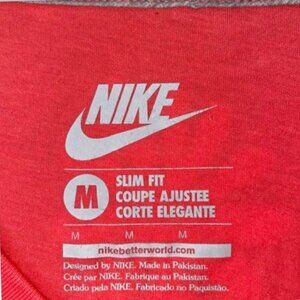 NIKE
M
SLIM FIT
COUPE AJUSTEE
CORTE ELEGANTE
M M M
nikebetterworld.com
Designed by NIKE. Made in Pakistan.
Crée par NIKE. Fabrique au Pakistan.
Criado pela NIKE. Fabricado no Paquistão.